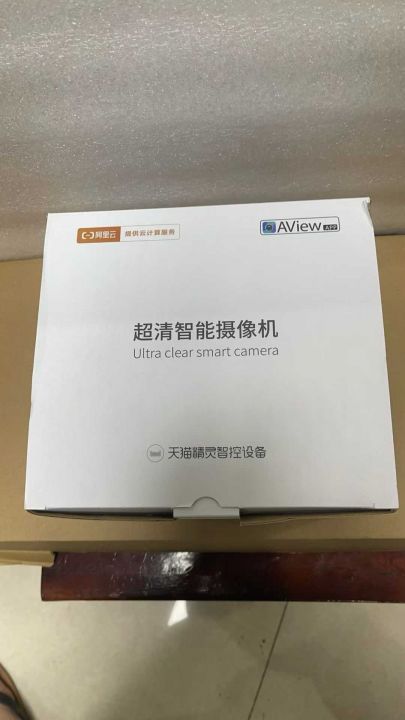 阿里云 提供云计算服务
AView APP
超清智能摄像机
Ultra clear smart camera
天猫精灵智控设备